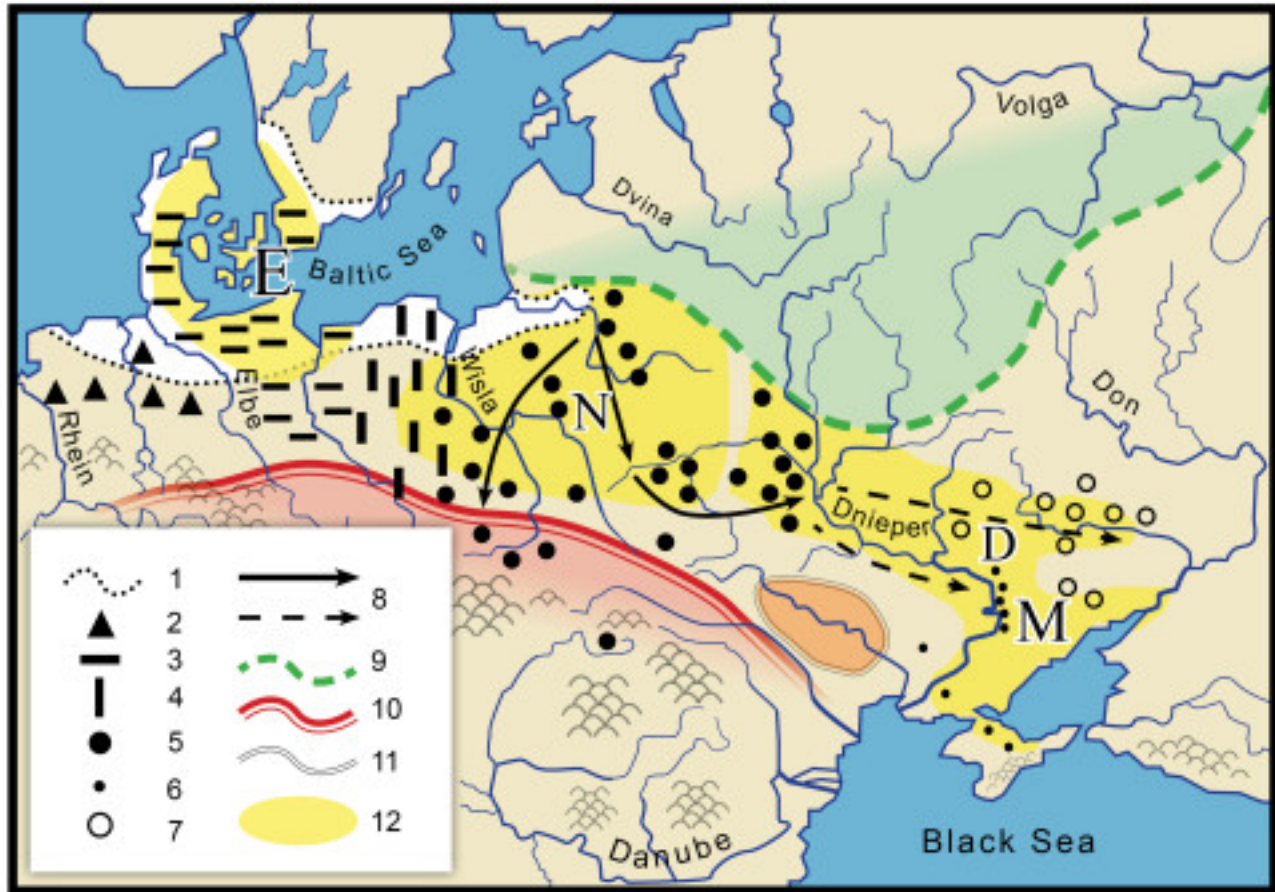 Volga
Dvina
Baltic Sea
E
Don
Wisla
Elbe
Rhein
N
Dnieper
D
M
1
2
3
4
5
6
7
8
9
10
11
12
Danube
Black Sea